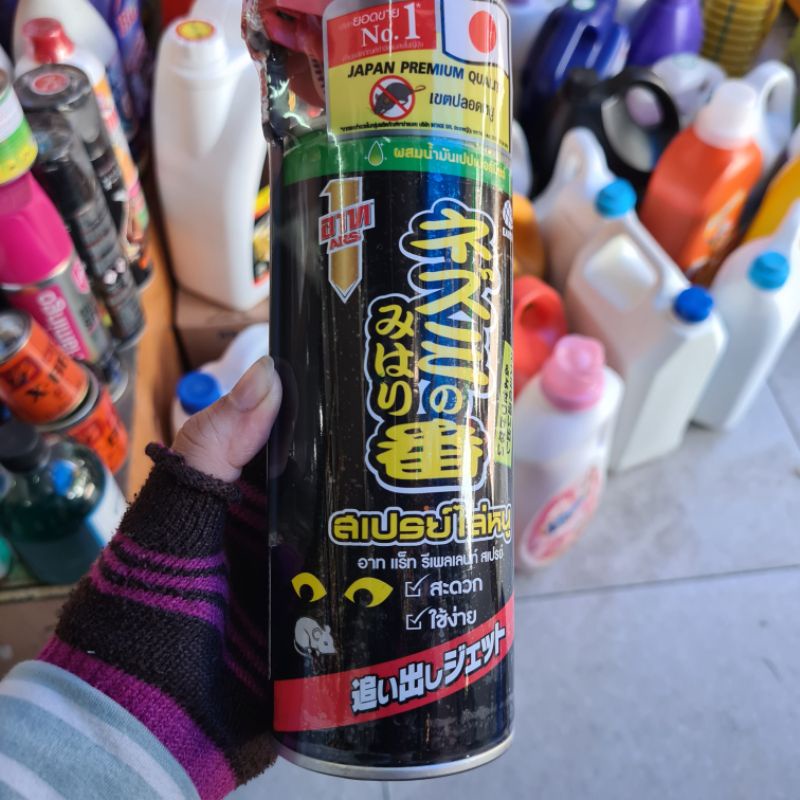 ยอดขาย
No.1*
JAPAN PREMIUM QUALITY
เขตปลอดหนู
ผสมน้ำมันเปปเปอร์มินต์
1
อาท
ARS
ネズミの
みはり
番
สเปรย์ไล่หนู
อาท แร็ท รีเพลเลนท์ สเปรย์
สะดวก
ใช้ง่าย
追い出しジェット